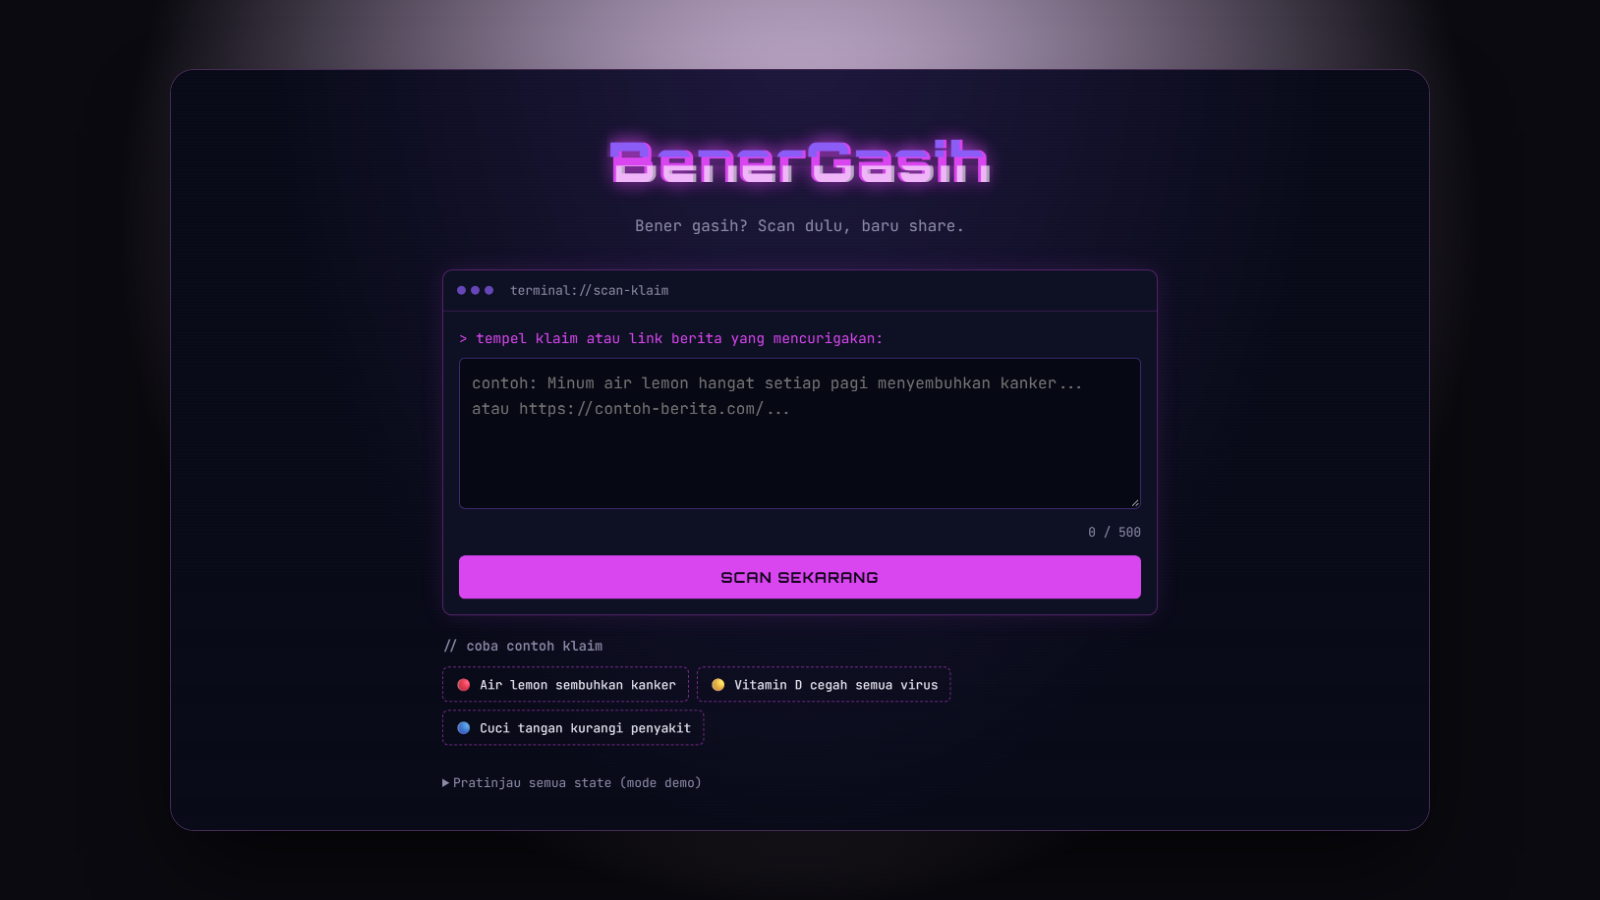 BenerGasih
Bener gasih? Scan dulu, baru share.
terminal://scan-klaim
> tempel klaim atau link berita yang mencurigakan:
contoh: Minum air lemon hangat setiap pagi menyembuhkan kanker...
atau https://contoh-berita.com/...
0 / 500
SCAN SEKARANG
// coba contoh klaim
Air lemon sembuhkan kanker
Vitamin D cegah semua virus
Cuci tangan kurangi penyakit
Pratinjau semua state (mode demo)